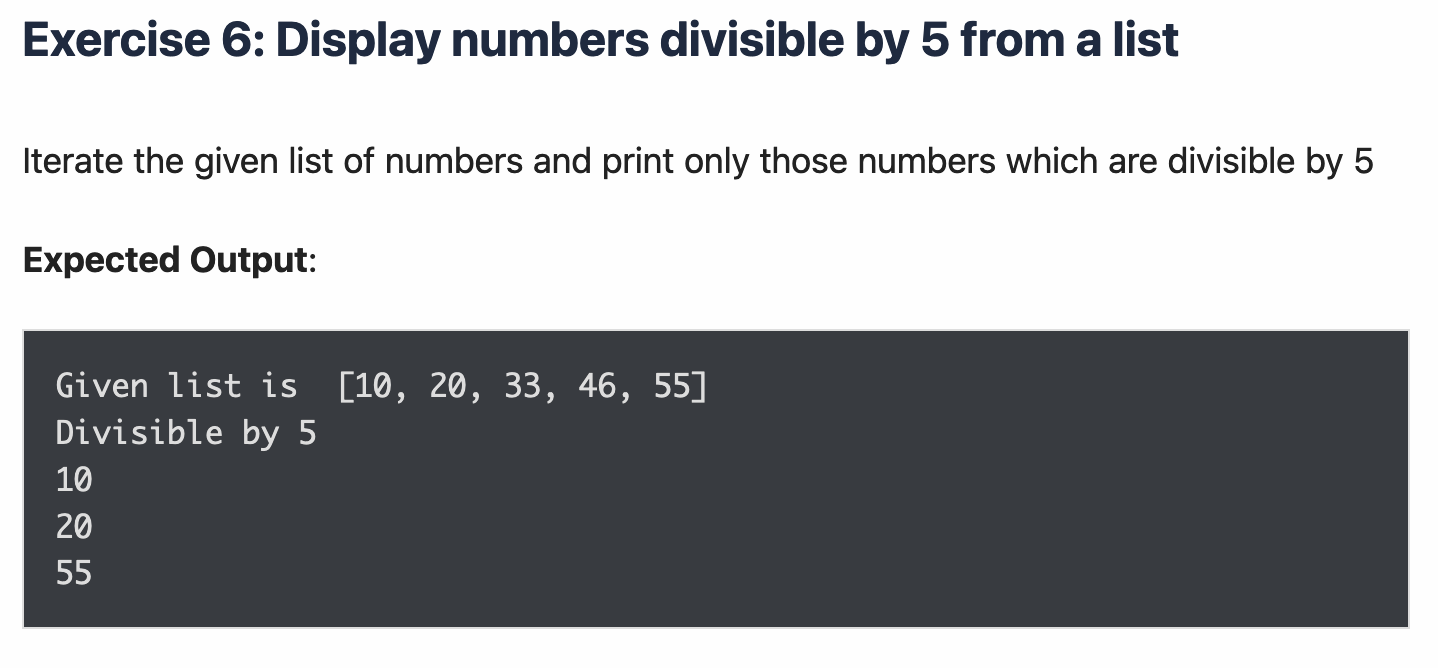 Exercise 6: Display numbers divisible by 5 from a list
Iterate the given list of numbers and print only those numbers which are divisible by 5
Expected Output:
Given list is  [10, 20, 33, 46, 55]
Divisible by 5
10
20
55